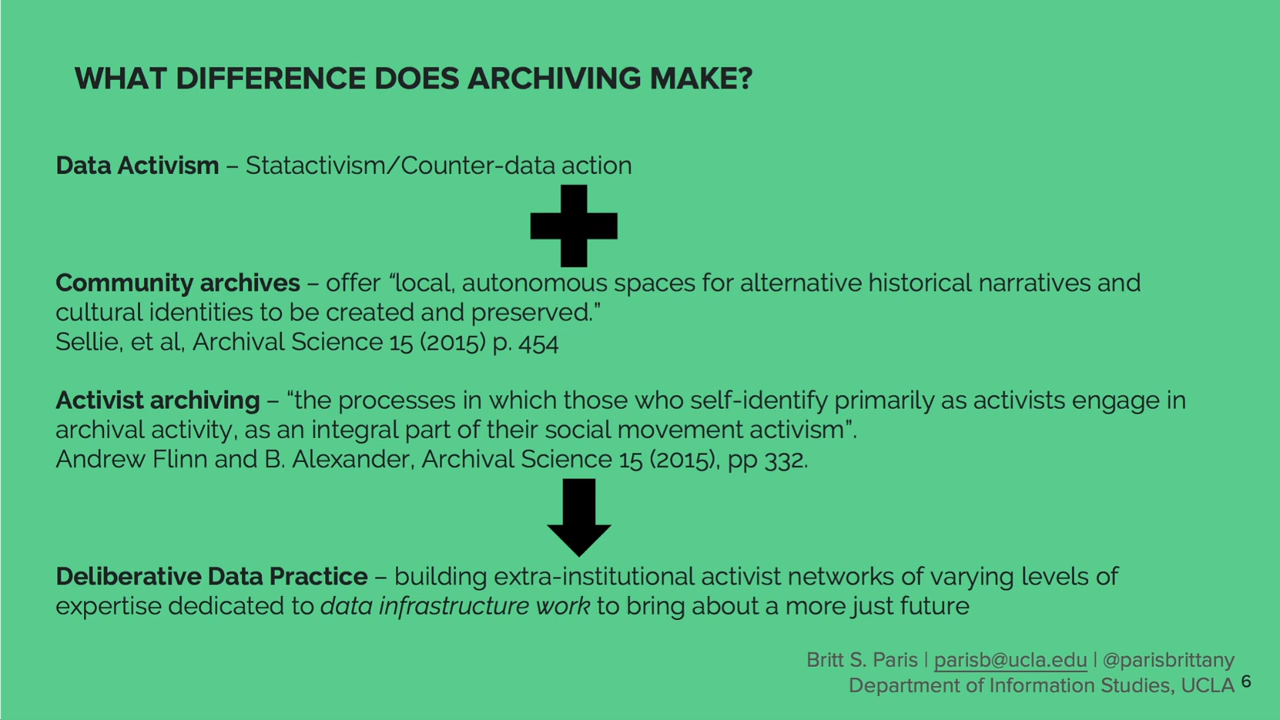 WHAT DIFFERENCE DOES ARCHIVING MAKE?
Data Activism – Statactivism/Counter-data action
Community archives – offer “local, autonomous spaces for alternative historical narratives and
cultural identities to be created and preserved.”
Sellie, et al, Archival Science 15 (2015) p. 454
Activist archiving – “the processes in which those who self-identify primarily as activists engage in
archival activity, as an integral part of their social movement activism”.
Andrew Flinn and B. Alexander, Archival Science 15 (2015), pp 332.
Deliberative Data Practice – building extra-institutional activist networks of varying levels of
expertise dedicated to data infrastructure work to bring about a more just future
Britt S. Paris | parisb@ucla.edu | @parisbrittany
Department of Information Studies, UCLA 6